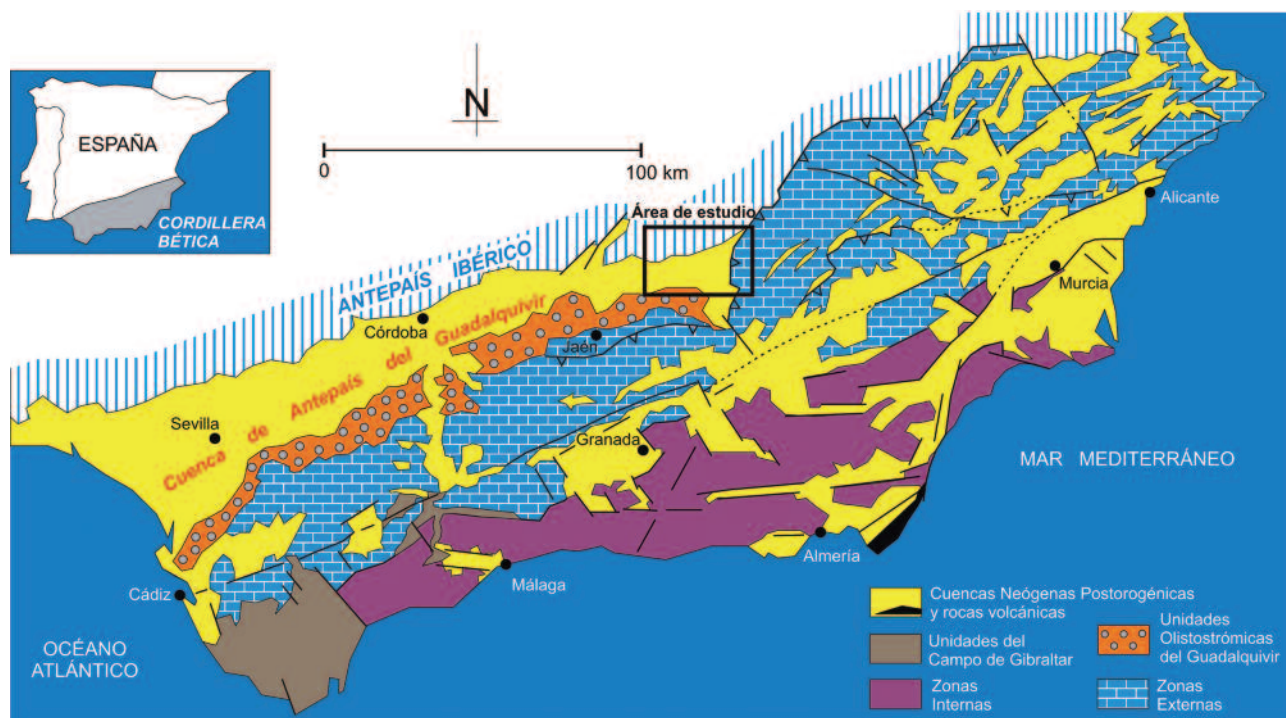 ESPAÑA
CORDILLERA
BÉTICA
N
0
100 km
Área de estudio
ANTEPAÍS IBÉRICO
Cuenca de Antepaís del Guadalquivir
Córdoba
Jaén
Sevilla
Granada
Alicante
Murcia
MAR MEDITERRÁNEO
Almería
Málaga
Cádiz
OCÉANO
ATLÁNTICO
Cuencas Neógenas Postorogénicas
y rocas volcánicas
Unidades del
Campo de Gibraltar
Zonas
Internas
Unidades
Olistostrómicas
del Guadalquivir
Zonas
Externas